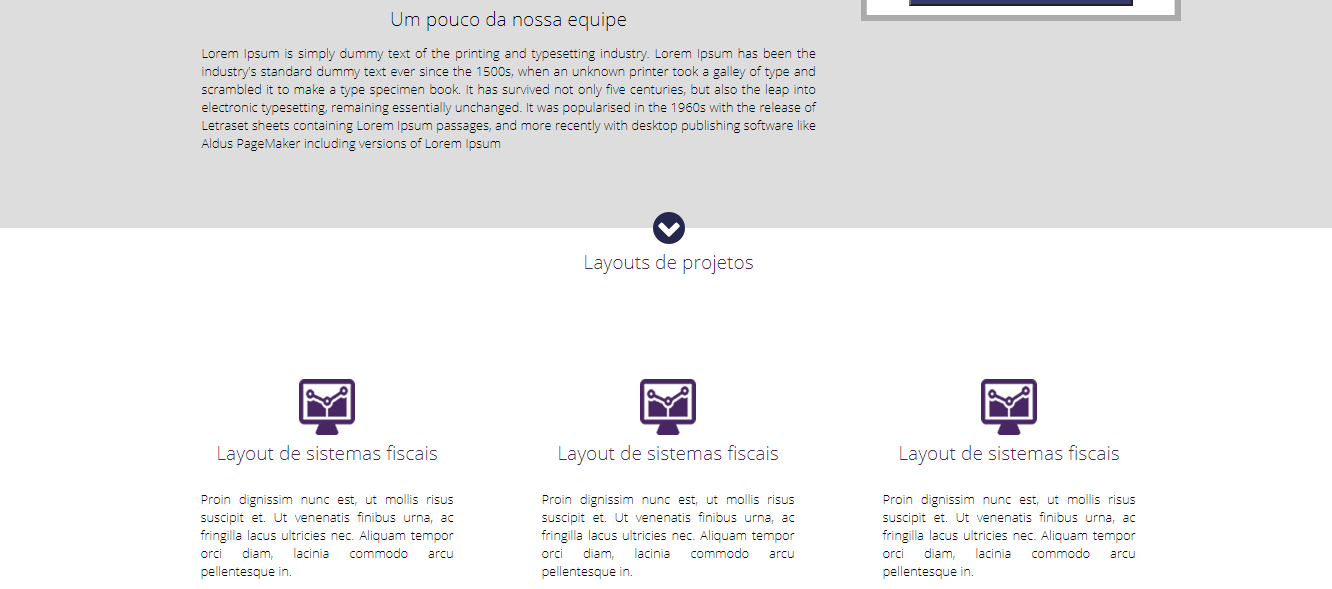 Um pouco da nossa equipe
Lorem Ipsum is simply dummy text of the printing and typesetting industry. Lorem Ipsum has been the
industry's standard dummy text ever since the 1500s, when an unknown printer took a galley of type and
scrambled it to make a type specimen book. It has survived not only five centuries, but also the leap into
electronic typesetting, remaining essentially unchanged. It was popularised in the 1960s with the release of
Letraset sheets containing Lorem Ipsum passages, and more recently with desktop publishing software like
Aldus PageMaker including versions of Lorem Ipsum
Layouts de projetos
Layout de sistemas fiscais
Proin dignissim nunc est, ut mollis risus
suscipit et. Ut venenatis finibus urna, ac
fringilla lacus ultricies nec. Aliquam tempor
orci diam, lacinia commodo arcu
pellentesque in.
Layout de sistemas fiscais
Proin dignissim nunc est, ut mollis risus
suscipit et. Ut venenatis finibus urna, ac
fringilla lacus ultricies nec. Aliquam tempor
orci diam, lacinia commodo arcu
pellentesque in.
Layout de sistemas fiscais
Proin dignissim nunc est, ut mollis risus
suscipit et. Ut venenatis finibus urna, ac
fringilla lacus ultricies nec. Aliquam tempor
orci diam, lacinia commodo arcu
pellentesque in.